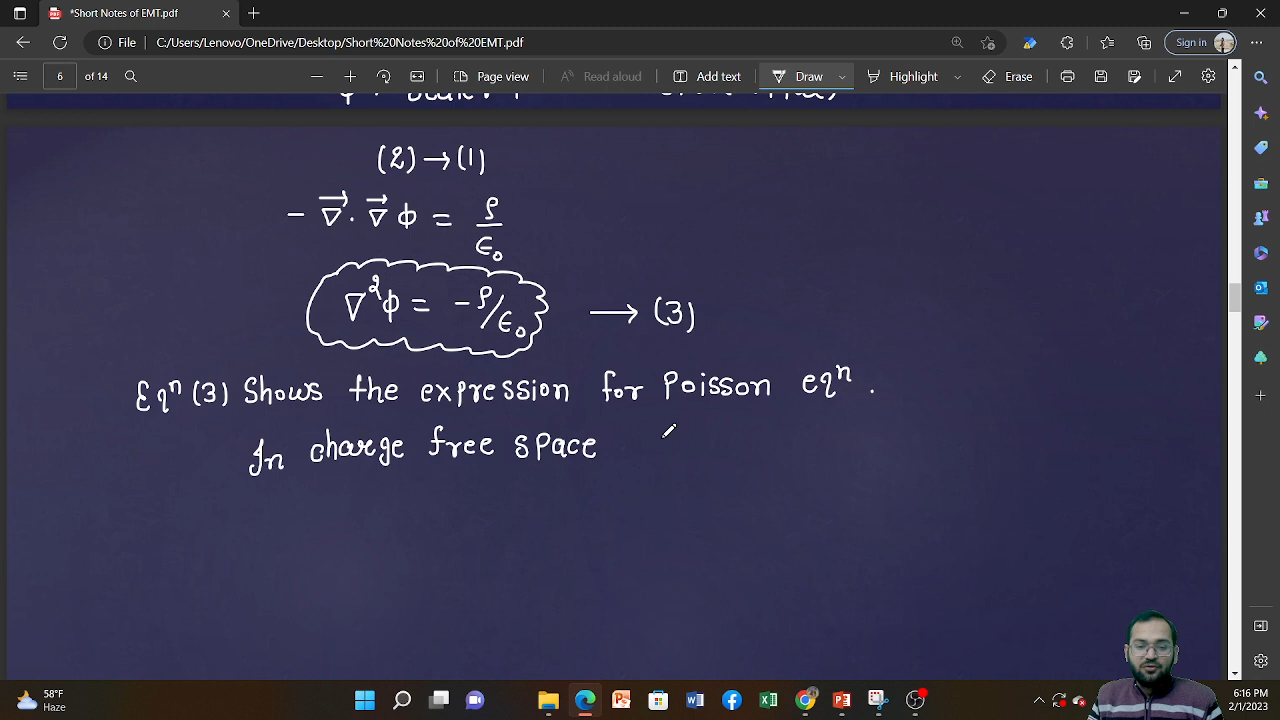 *Short Notes of EMT.pdf
File C:/Users/Lenovo/OneDrive/Desktop/Short%20Notes%20of%20EMT.pdf Sign in
6 of 14 Page view Read aloud Add text Draw Highlight Erase
(2) → (1)
− ∇⃗ . ∇⃗ ϕ = ρ/ϵ₀
∇²ϕ = −ρ/ϵ₀ → (3)
Eqⁿ (3) Shows the expression for Poisson eqⁿ .
In charge free space
58°F
Haze
6:16 PM
2/1/2023